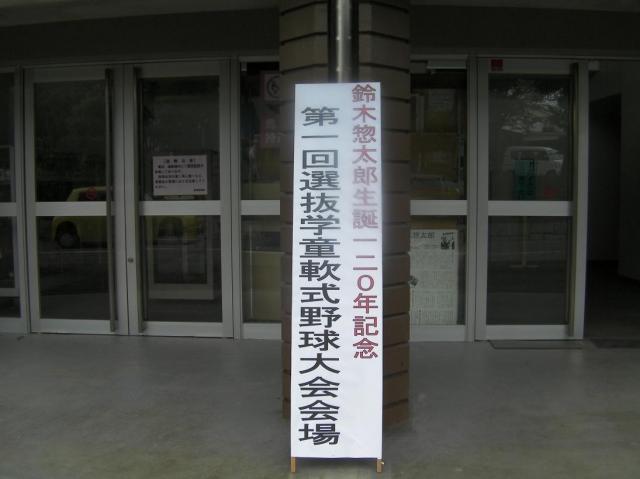 鈴木惣太郎生誕一二〇年記念
第一回選抜学童軟式野球大会会場